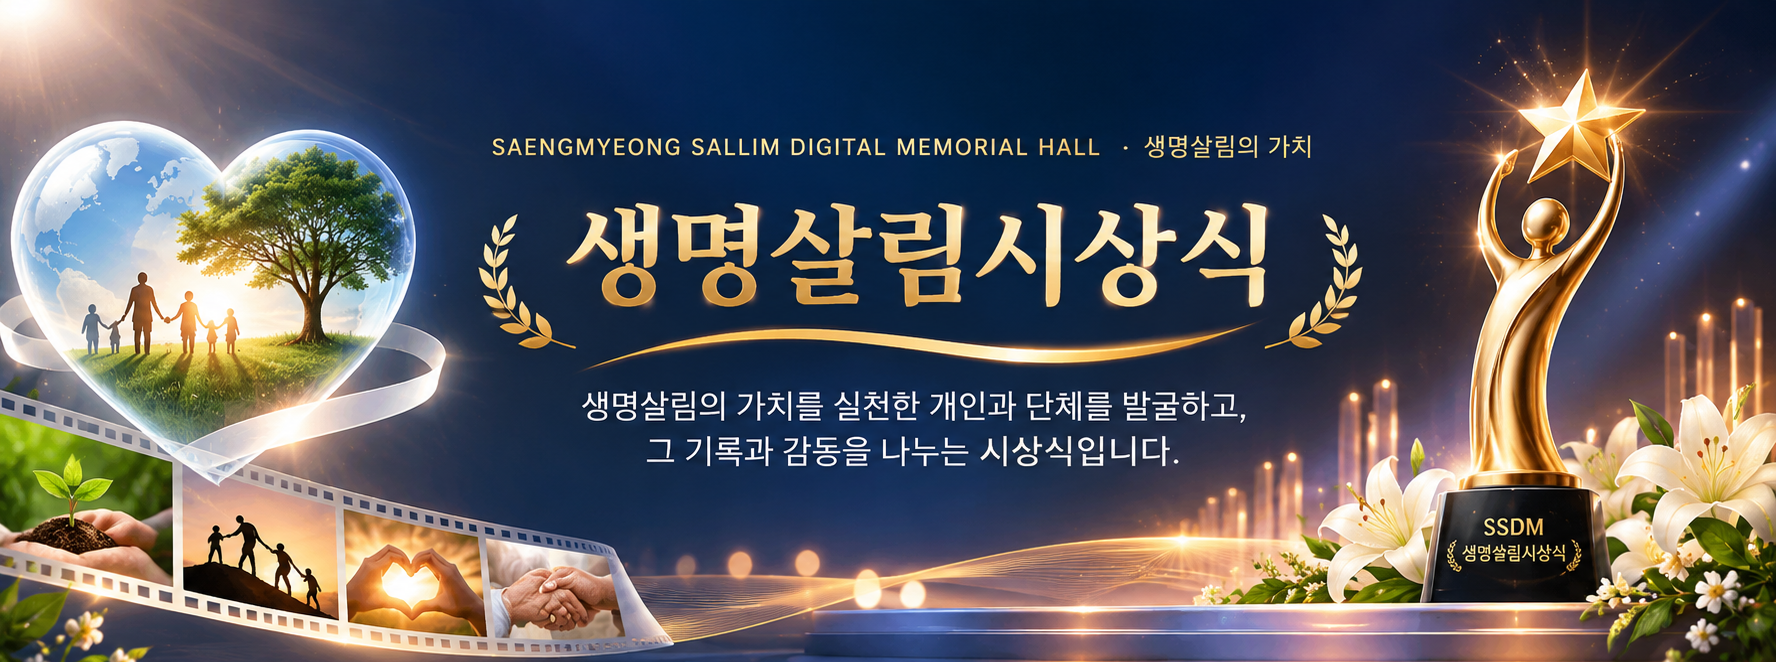 SAENGMYEONG SALLIM DIGITAL MEMORIAL HALL · 생명살림의 가치
생명살림시상식
생명살림의 가치를 실천한 개인과 단체를 발굴하고,
그 기록과 감동을 나누는 시상식입니다.
SSDM
생명쌀림시상식